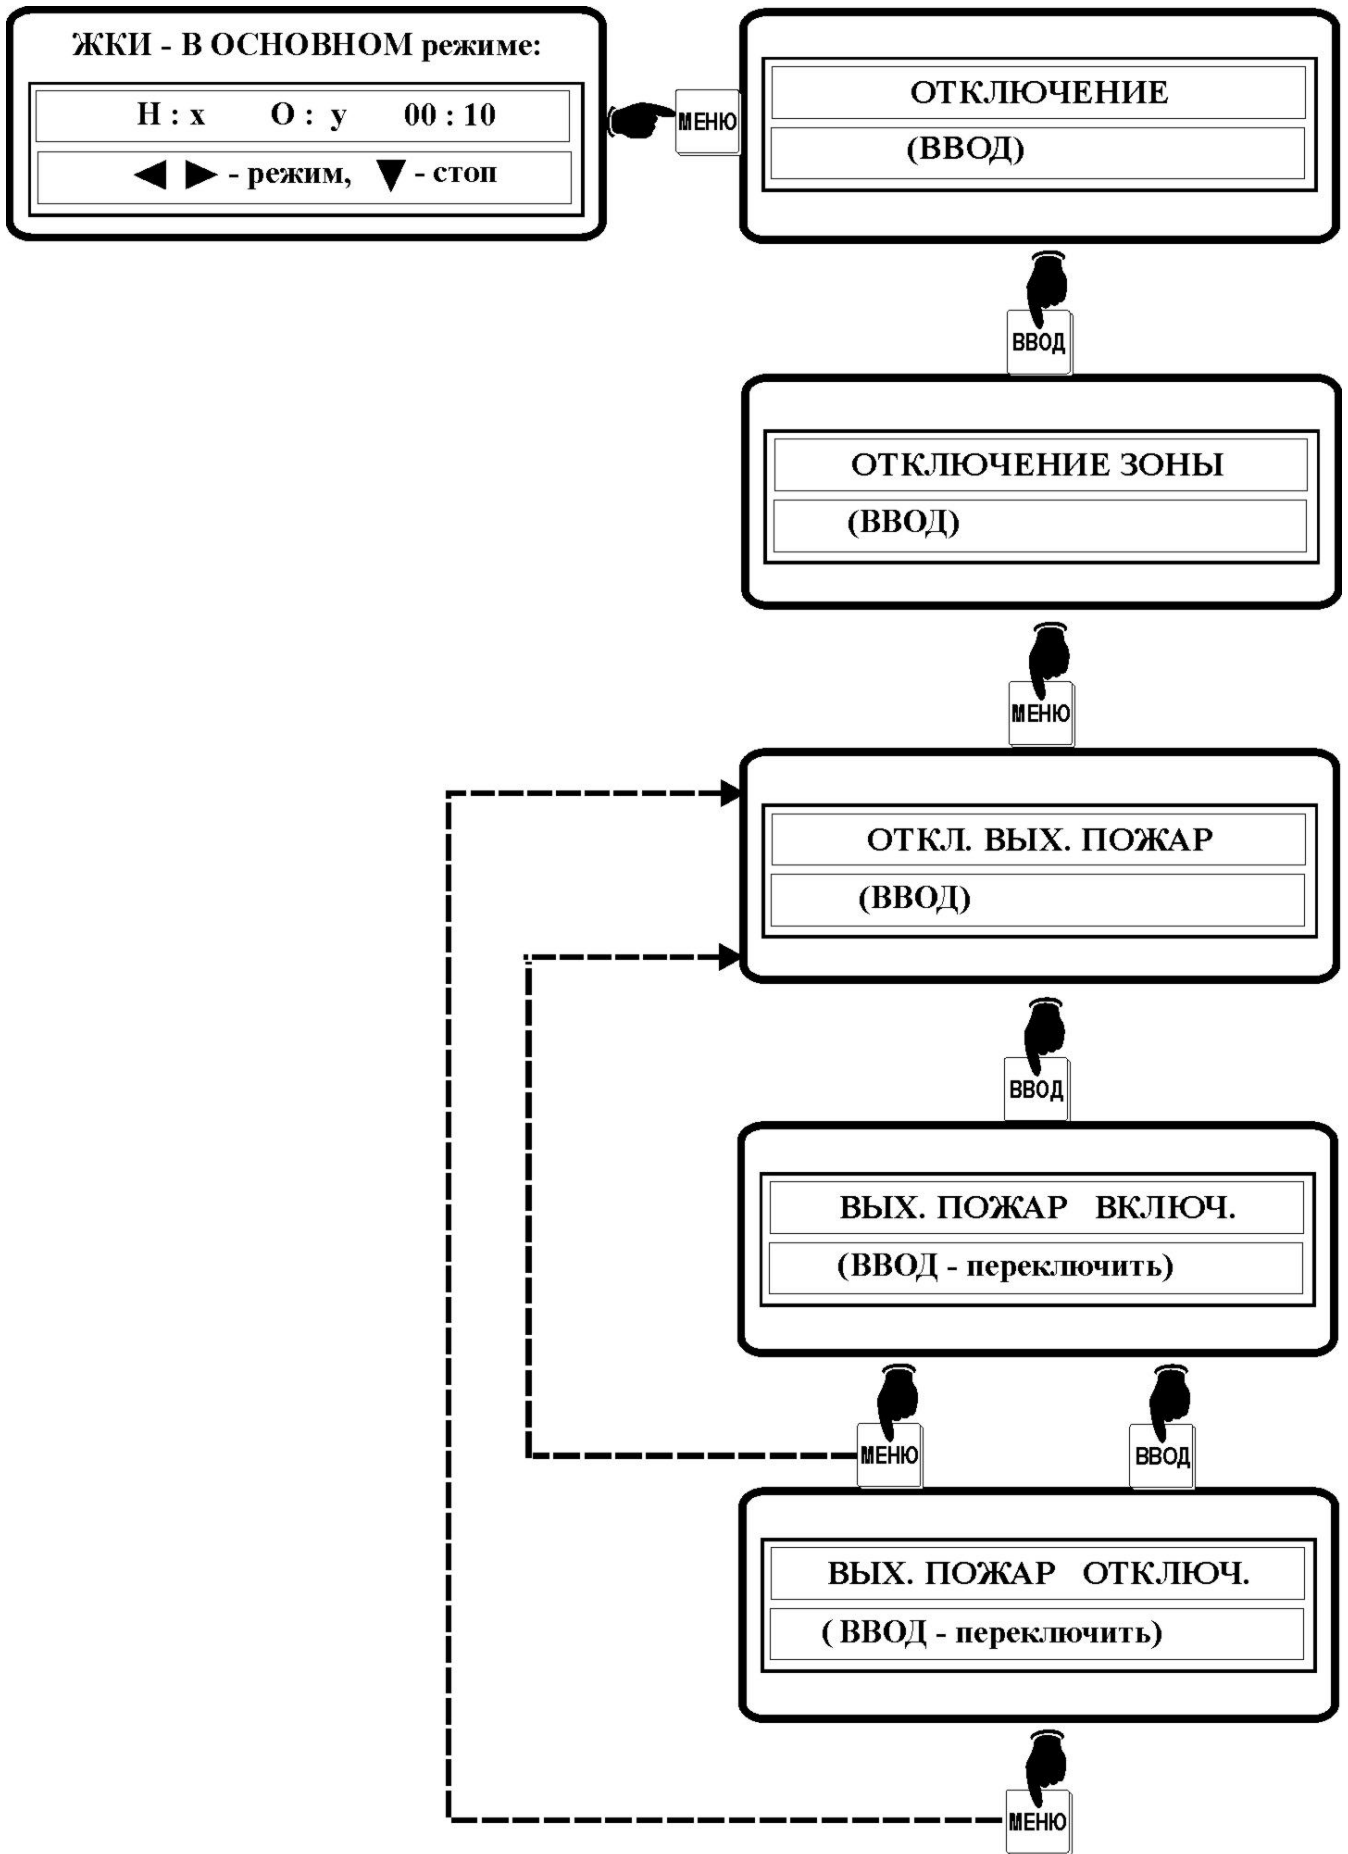 ЖКИ - В ОСНОВНОМ режиме:
Н : х О : у 00 : 10
◀ ▶ - режим, ▼ - стоп
МЕНЮ
ОТКЛЮЧЕНИЕ
(ВВОД)
ВВОД
ОТКЛЮЧЕНИЕ ЗОНЫ
(ВВОД)
МЕНЮ
ОТКЛ. ВЫХ. ПОЖАР
(ВВОД)
ВВОД
ВЫХ. ПОЖАР ВКЛЮЧ.
(ВВОД - переключить)
МЕНЮ ВВОД
ВЫХ. ПОЖАР ОТКЛЮЧ.
( ВВОД - переключить)
МЕНЮ